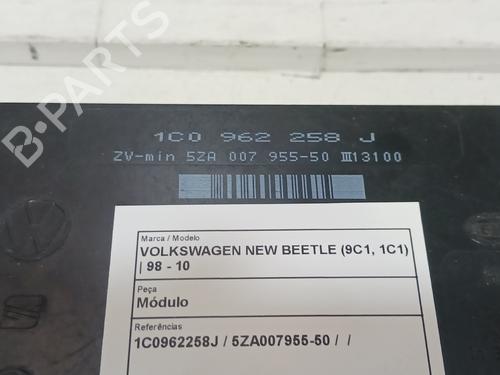 1C0 962 258 J
ZV-min 5ZA 007 955-50 III13100
Marca / Modelo
VOLKSWAGEN NEW BEETLE (9C1, 1C1)
| 98 - 10
Peça
Módulo
Referências
1C0962258J / 5ZA007955-50 / /